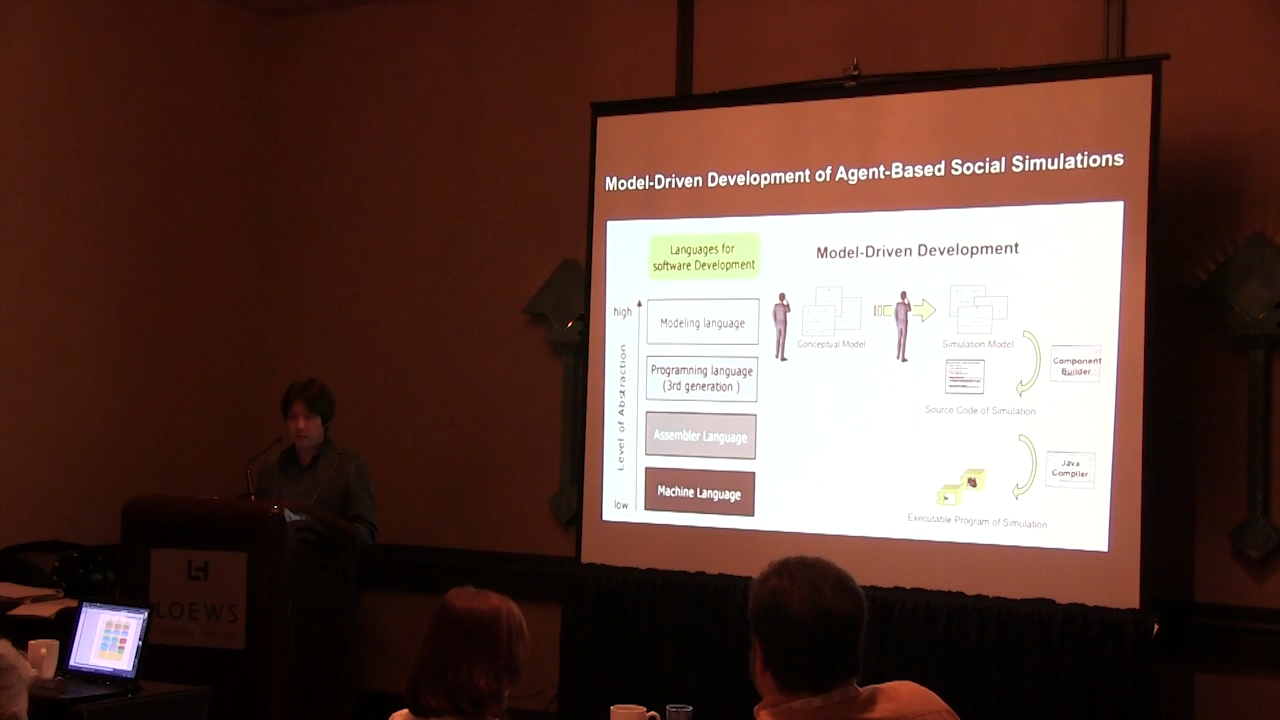 Model-Driven Development of Agent-Based Social Simulations
Languages for
software Development
Model-Driven Development
high
Level of Abstraction
low
Modeling language
Programning language
(3rd generation )
Assembler Language
Machine Language
Conceptual Model
Simulation Model
Component
Builder
Source Code of Simulation
Java
Compiler
Executable Program of Simulation
LOEWS